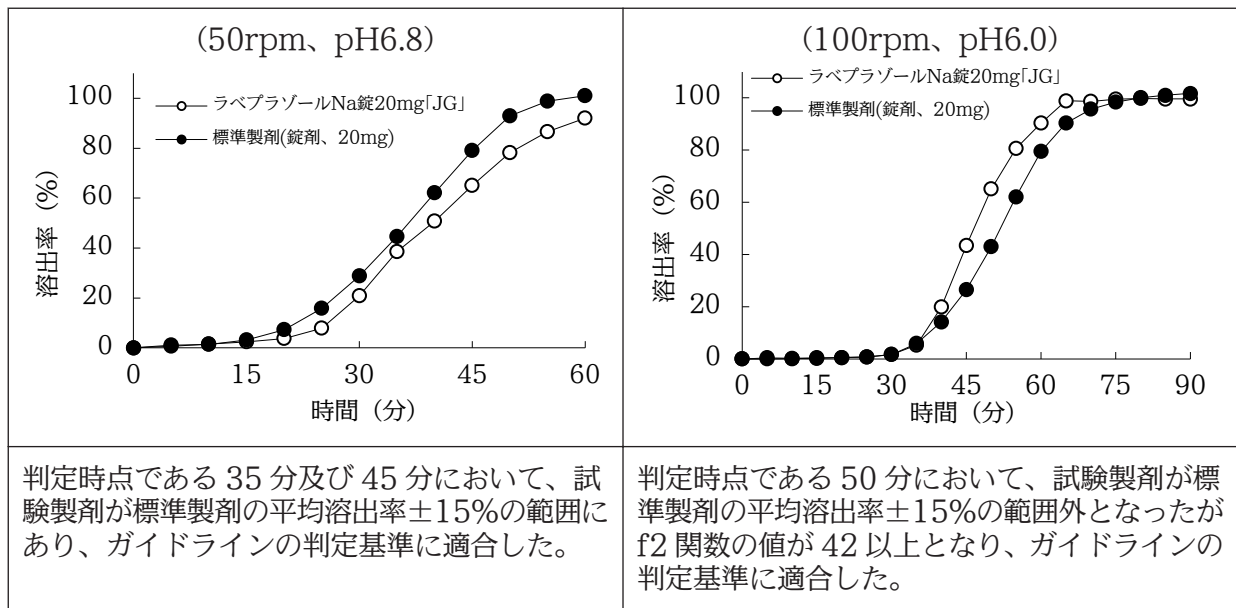 (50rpm、pH6.8)
ラベプラゾールNa錠20mg｢JG｣
標準製剤(錠剤、20mg)
溶出率 (%)
100
80
60
40
20
0
0 15 30 45 60
時間（分）
判定時点である 35 分及び 45 分において、試
験製剤が標準製剤の平均溶出率±15%の範囲に
あり、ガイドラインの判定基準に適合した。
(100rpm、pH6.0)
ラベプラゾールNa錠20mg｢JG｣
標準製剤(錠剤、20mg)
溶出率 (%)
100
80
60
40
20
0
0 15 30 45 60 75 90
時間（分）
判定時点である 50 分において、試験製剤が標
準製剤の平均溶出率±15%の範囲外となったが
f2 関数の値が 42 以上となり、ガイドラインの
判定基準に適合した。